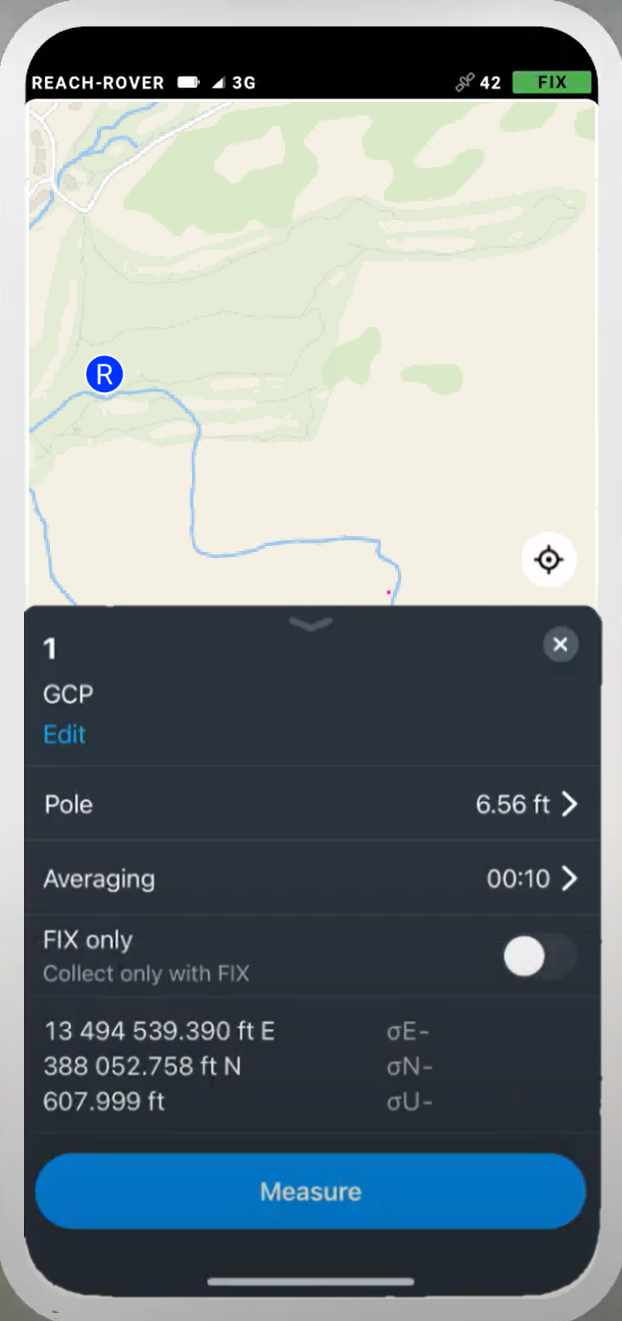 REACH-ROVER 3G 42 FIX
R
1
GCP
Edit
Pole 6.56 ft
Averaging 00:10
FIX only
Collect only with FIX
13 494 539.390 ft E σE-
388 052.758 ft N σN-
607.999 ft σU-
Measure